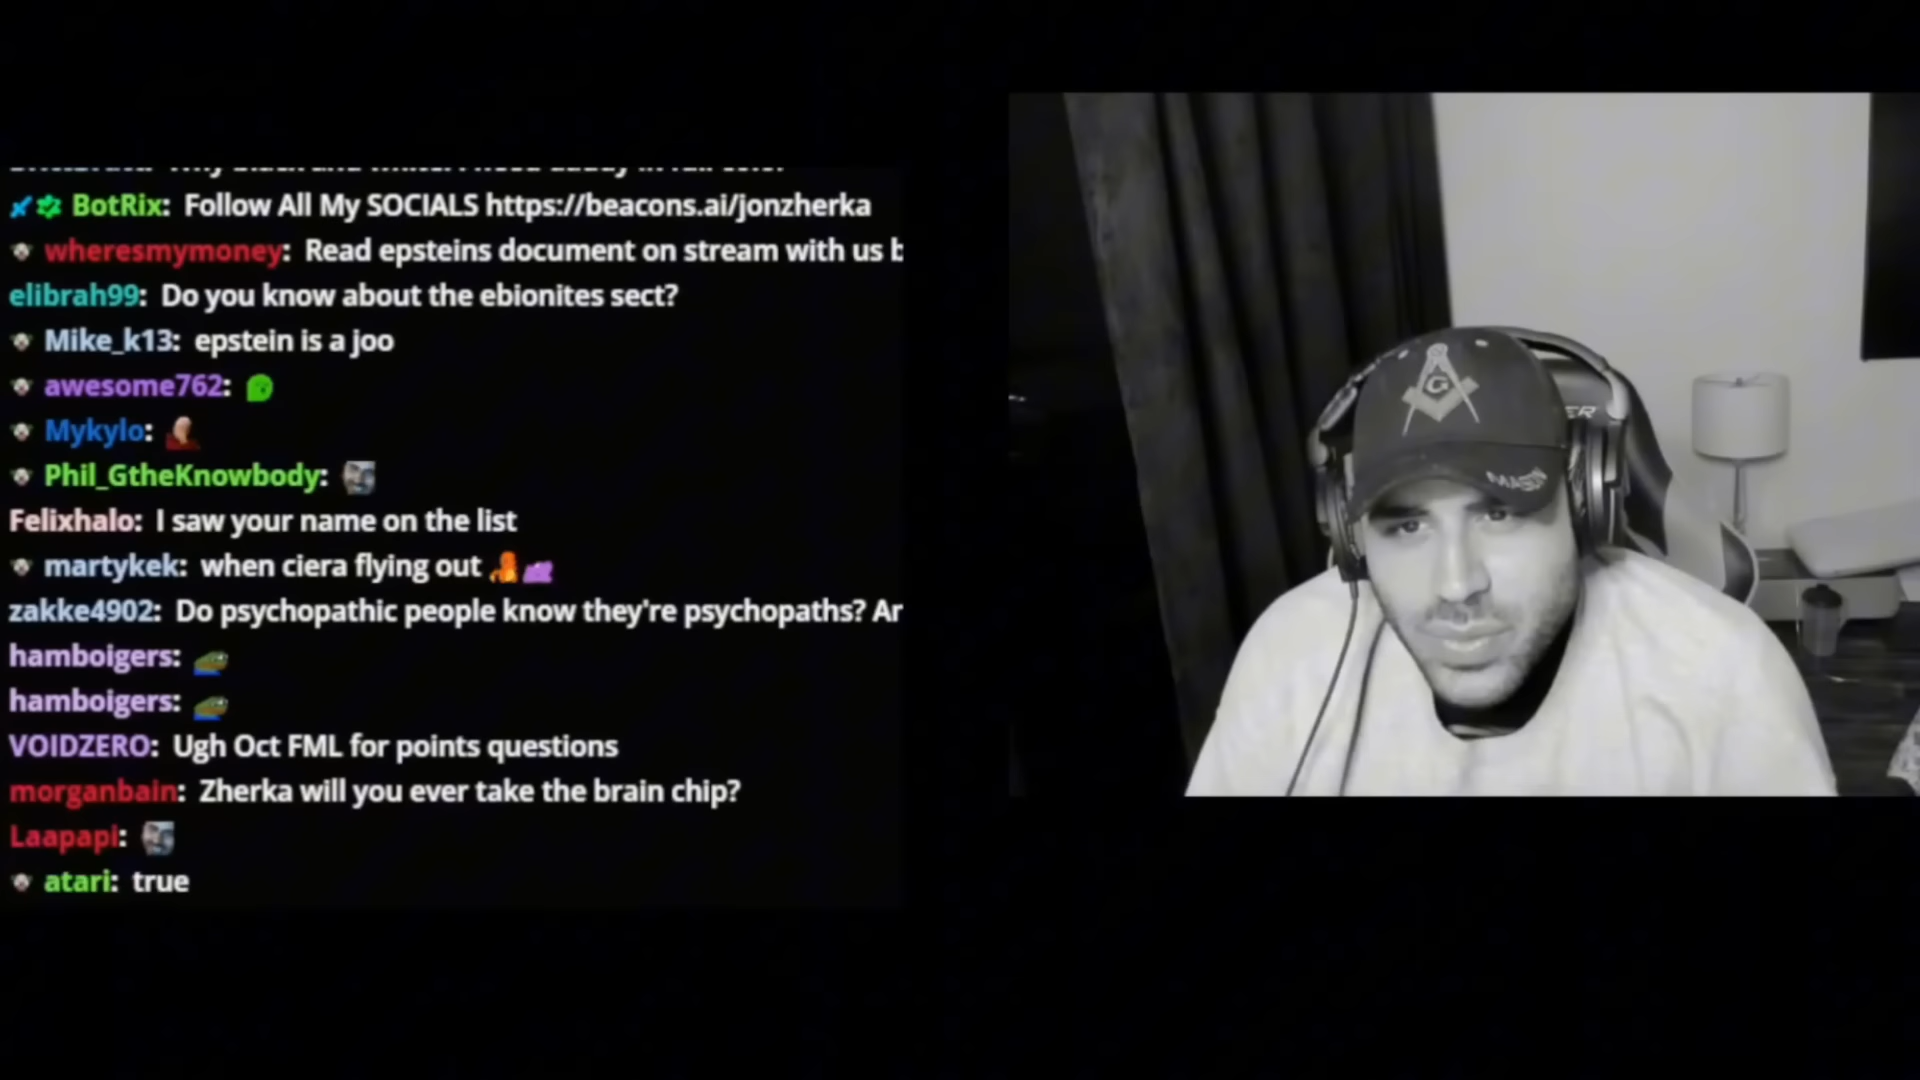 BotRix: Follow All My SOCIALS https://beacons.ai/jonzherka
wheresmymoney: Read epsteins document on stream with us b
elibrah99: Do you know about the ebionites sect?
Mike_k13: epstein is a joo
awesome762:
Mykylo:
Phil_GtheKnowbody:
Felixhalo: I saw your name on the list
martykek: when ciera flying out
zakke4902: Do psychopathic people know they're psychopaths? Ar
hamboigers:
hamboigers:
VOIDZERO: Ugh Oct FML for points questions
morganbain: Zherka will you ever take the brain chip?
Laapapi:
atari: true
G